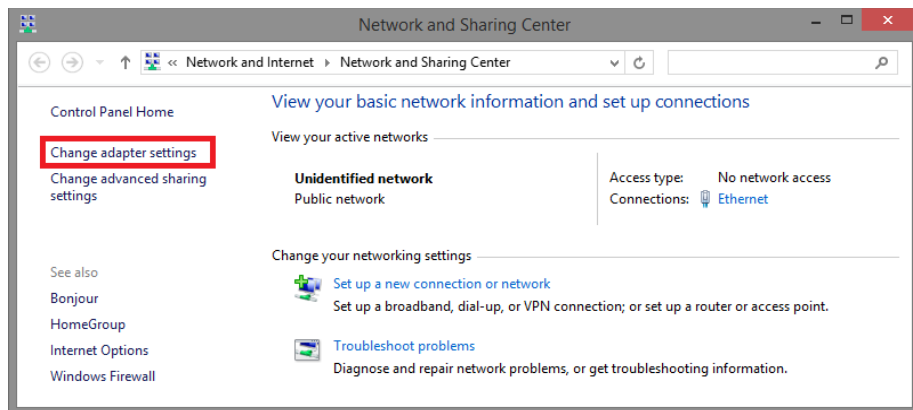 Network and Sharing Center
« Network and Internet ▸ Network and Sharing Center
Control Panel Home
Change adapter settings
Change advanced sharing
settings
See also
Bonjour
HomeGroup
Internet Options
Windows Firewall
View your basic network information and set up connections
View your active networks
Unidentified network
Public network
Access type: No network access
Connections: Ethernet
Change your networking settings
Set up a new connection or network
Set up a broadband, dial-up, or VPN connection; or set up a router or access point.
Troubleshoot problems
Diagnose and repair network problems, or get troubleshooting information.